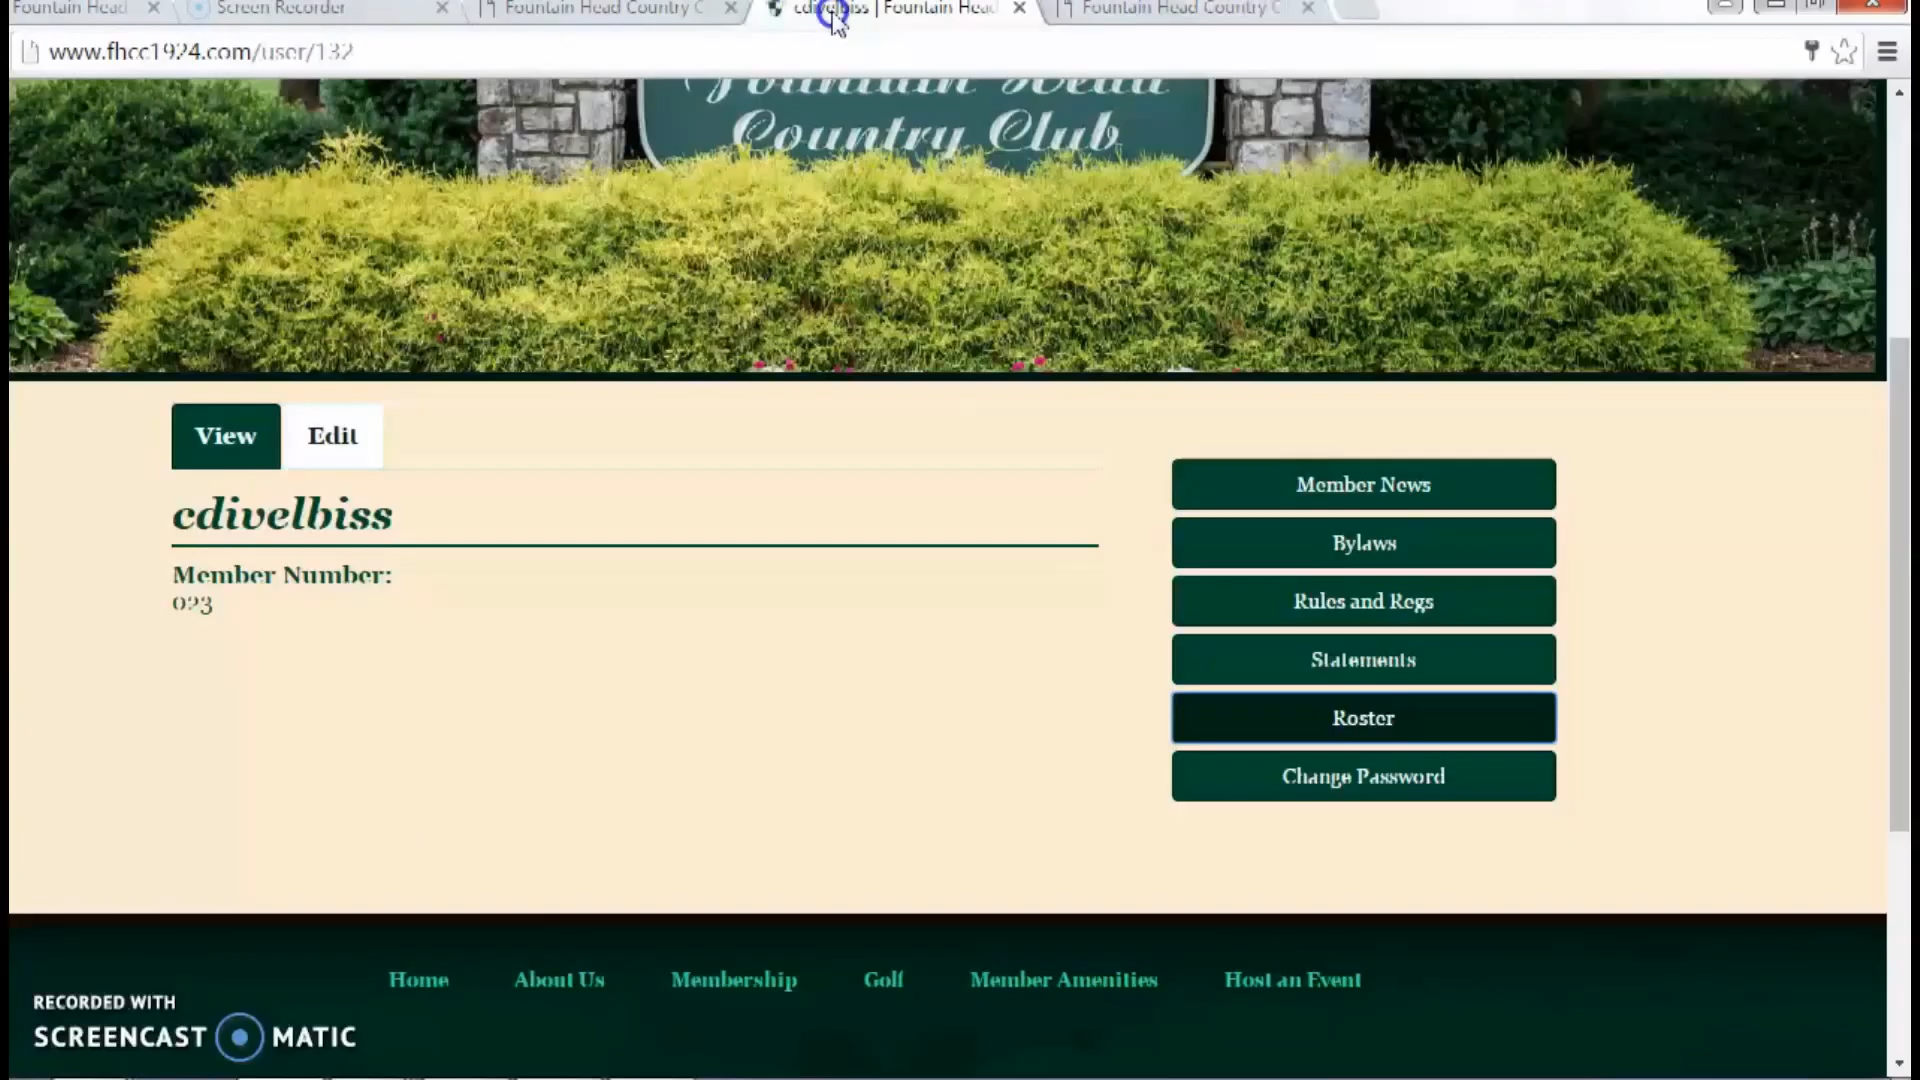 Fountain Head
Screen Recorder
Fountain Head Country C
cdivelbiss | Fountain Head
Fountain Head Country C
www.fhcc1924.com/user/132
Fountain Head
Country Club
View
Edit
cdivelbiss
Member Number:
023
Member News
Bylaws
Rules and Regs
Statements
Roster
Change Password
Home
About Us
Membership
Golf
Member Amenities
Host an Event
RECORDED WITH
SCREENCAST MATIC